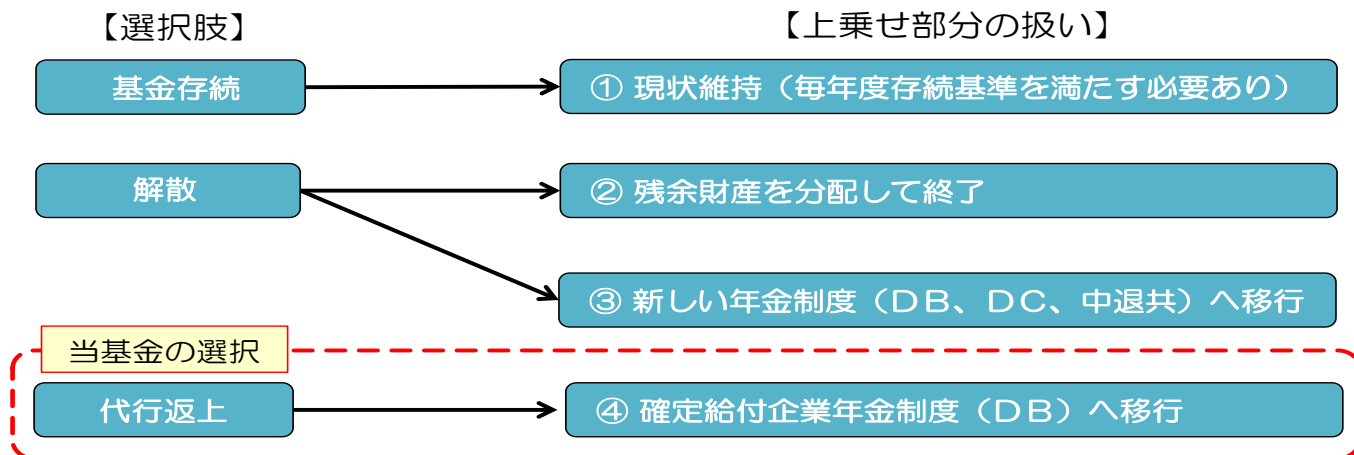 【選択肢】
【上乗せ部分の扱い】
基金存続
① 現状維持（毎年度存続基準を満たす必要あり）
解散
② 残余財産を分配して終了
③ 新しい年金制度（ＤＢ、ＤＣ、中退共）へ移行
当基金の選択
代行返上
④ 確定給付企業年金制度（ＤＢ）へ移行